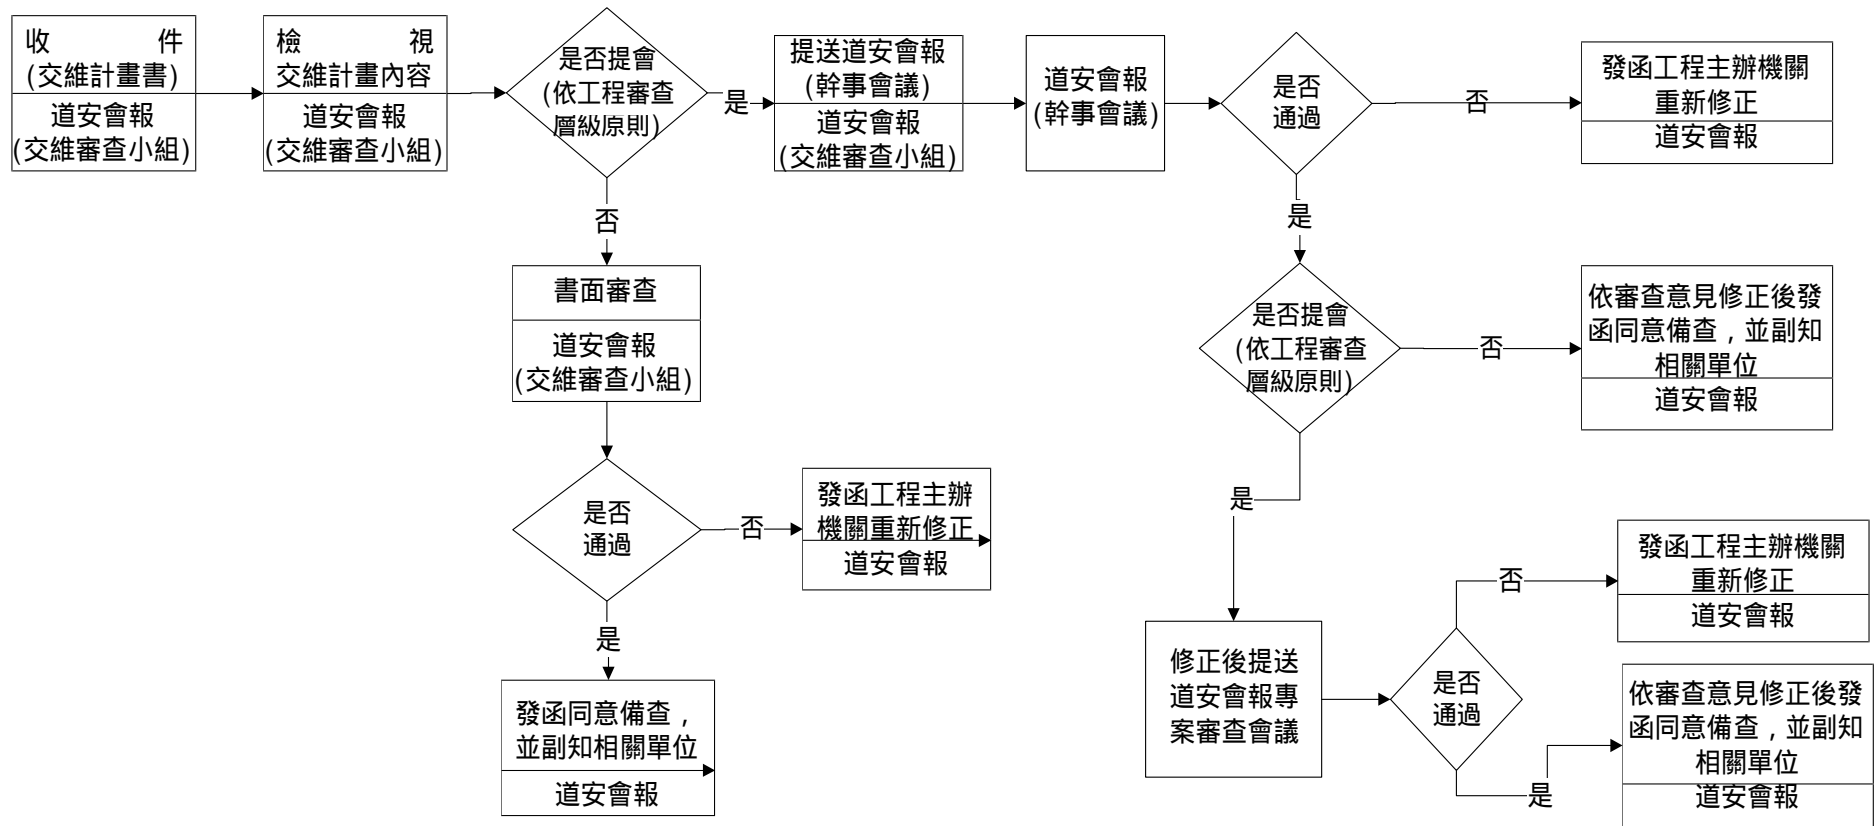 收 件
(交維計畫書)
道安會報
(交維審查小組)
檢 視
交維計畫內容
道安會報
(交維審查小組)
是否提會
(依工程審查
層級原則)
是
提送道安會報
(幹事會議)
道安會報
(交維審查小組)
道安會報
(幹事會議)
是否
通過
否
發函工程主辦機關
重新修正
道安會報
否
書面審查
道安會報
(交維審查小組)
是否
通過
否
發函工程主辦
機關重新修正
道安會報
是
發函同意備查，
並副知相關單位
道安會報
是
是否提會
(依工程審查
層級原則)
否
依審查意見修正後發
函同意備查，並副知
相關單位
道安會報
是
修正後提送
道安會報專
案審查會議
是否
通過
否
發函工程主辦機關
重新修正
道安會報
是
依審查意見修正後發
函同意備查，並副知
相關單位
道安會報